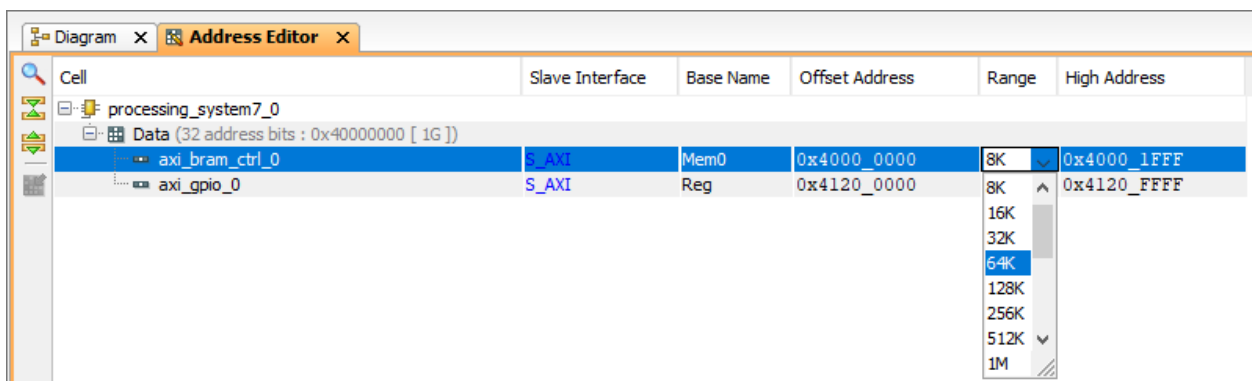 Diagram × Address Editor ×
Cell Slave Interface Base Name Offset Address Range High Address
processing_system7_0
Data (32 address bits : 0x40000000 [ 1G ])
axi_bram_ctrl_0 S_AXI Mem0 0x4000_0000 8K 0x4000_1FFF
axi_gpio_0 S_AXI Reg 0x4120_0000 8K 0x4120_FFFF
16K
32K
64K
128K
256K
512K
1M